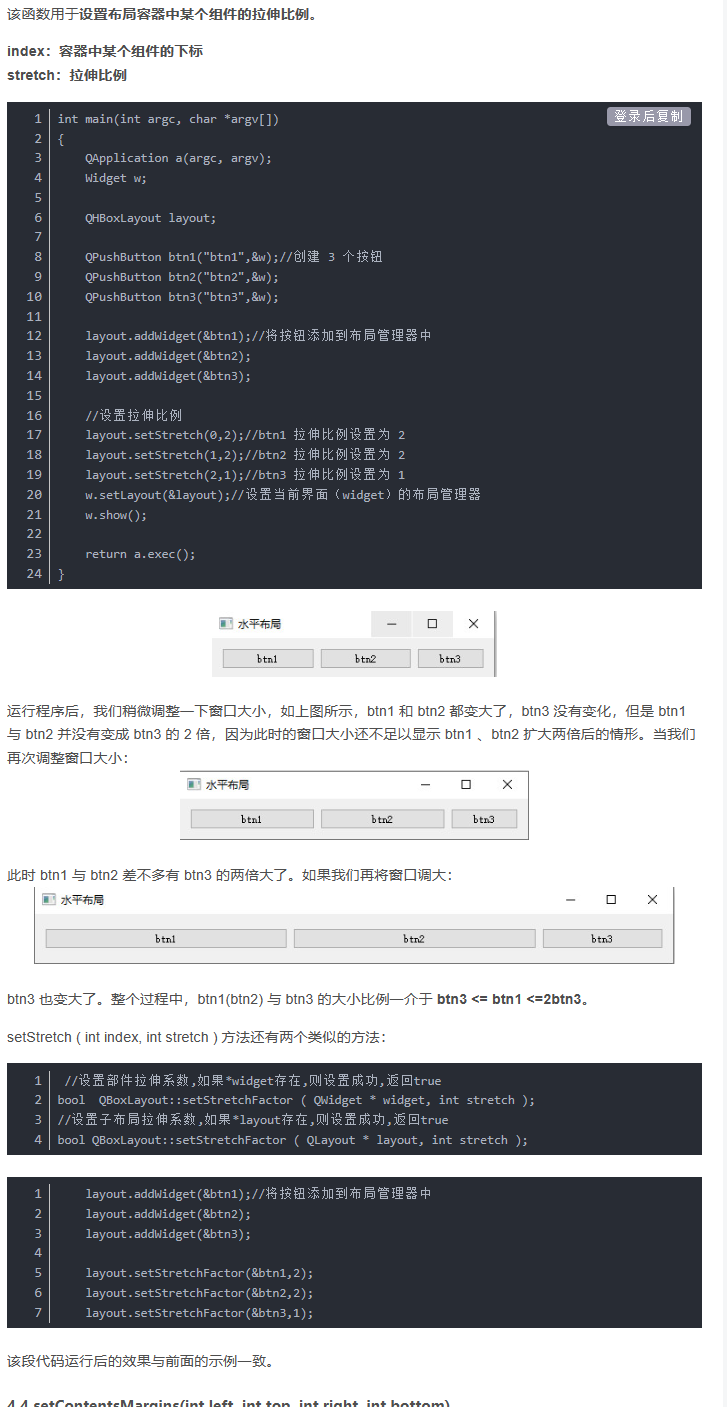 该函数用于设置布局容器中某个组件的拉伸比例。
index：容器中某个组件的下标
stretch：拉伸比例
登录后复制
1 int main(int argc, char *argv[])
2 {
3     QApplication a(argc, argv);
4     Widget w;
5
6     QHBoxLayout layout;
7
8     QPushButton btn1("btn1",&w);//创建 3 个按钮
9     QPushButton btn2("btn2",&w);
10     QPushButton btn3("btn3",&w);
11
12     layout.addWidget(&btn1);//将按钮添加到布局管理器中
13     layout.addWidget(&btn2);
14     layout.addWidget(&btn3);
15
16     //设置拉伸比例
17     layout.setStretch(0,2);//btn1 拉伸比例设置为 2
18     layout.setStretch(1,2);//btn2 拉伸比例设置为 2
19     layout.setStretch(2,1);//btn3 拉伸比例设置为 1
20     w.setLayout(&layout);//设置当前界面（widget）的布局管理器
21     w.show();
22
23     return a.exec();
24 }
水平布局
btn1 btn2 btn3
运行程序后，我们稍微调整一下窗口大小，如上图所示，btn1 和 btn2 都变大了，btn3 没有变化，但是 btn1
与 btn2 并没有变成 btn3 的 2 倍，因为此时的窗口大小还不足以显示 btn1 、btn2 扩大两倍后的情形。当我们
再次调整窗口大小：
水平布局
btn1 btn2 btn3
此时 btn1 与 btn2 差不多有 btn3 的两倍大了。如果我们再将窗口调大：
水平布局
btn1 btn2 btn3
btn3 也变大了。整个过程中，btn1(btn2) 与 btn3 的大小比例一介于 btn3 <= btn1 <=2btn3。
setStretch ( int index, int stretch ) 方法还有两个类似的方法：
1  //设置部件拉伸系数,如果*widget存在,则设置成功,返回true
2 bool  QBoxLayout::setStretchFactor ( QWidget * widget, int stretch );
3 //设置子布局拉伸系数,如果*layout存在,则设置成功,返回true
4 bool QBoxLayout::setStretchFactor ( QLayout * layout, int stretch );
1     layout.addWidget(&btn1);//将按钮添加到布局管理器中
2     layout.addWidget(&btn2);
3     layout.addWidget(&btn3);
4
5     layout.setStretchFactor(&btn1,2);
6     layout.setStretchFactor(&btn2,2);
7     layout.setStretchFactor(&btn3,1);
该段代码运行后的效果与前面的示例一致。
4.4 setContentsMargins(int left, int top, int right, int bottom)